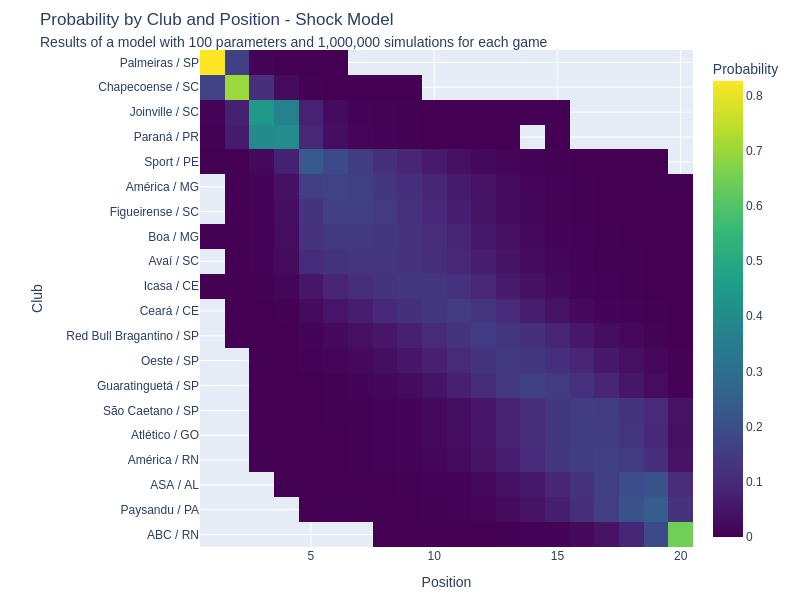 Probability by Club and Position - Shock Model
Results of a model with 100 parameters and 1,000,000 simulations for each game
Probability
Palmeiras / SP
Chapecoense / SC
Joinville / SC
Paraná / PR
Sport / PE
América / MG
Figueirense / SC
Boa / MG
Avaí / SC
Icasa / CE
Ceará / CE
Red Bull Bragantino / SP
Oeste / SP
Guaratinguetá / SP
São Caetano / SP
Atlético / GO
América / RN
ASA / AL
Paysandu / PA
ABC / RN
Club
5
10
15
20
Position
0.8
0.7
0.6
0.5
0.4
0.3
0.2
0.1
0